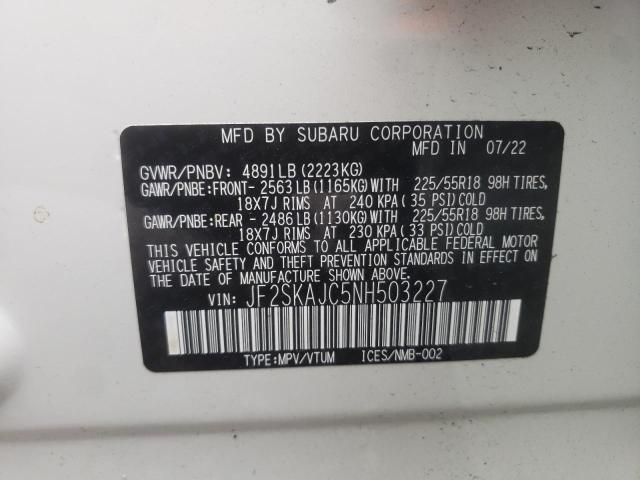 MFD BY SUBARU CORPORATION
MFD IN 07/22
GVWR/PNBV: 4891LB (2223KG)
GAWR/PNBE:FRONT- 2563LB(1165KG)WITH 225/55R18 98H TIRES,
18X7J RIMS AT 240 KPA( 35 PSI)COLD
GAWR/PNBE:REAR - 2486LB(1130KG)WITH 225/55R18 98H TIRES,
18X7J RIMS AT 230 KPA( 33 PSI)COLD
THIS VEHICLE CONFORMS TO ALL APPLICABLE FEDERAL MOTOR
VEHICLE SAFETY AND THEFT PREVENTION STANDARDS IN EFFECT
ON THE DATE OF MANUFACTURE SHOWN ABOVE.
VIN: JF2SKAJC5NH503227
TYPE:MPV/VTUM ICES/NMB-002